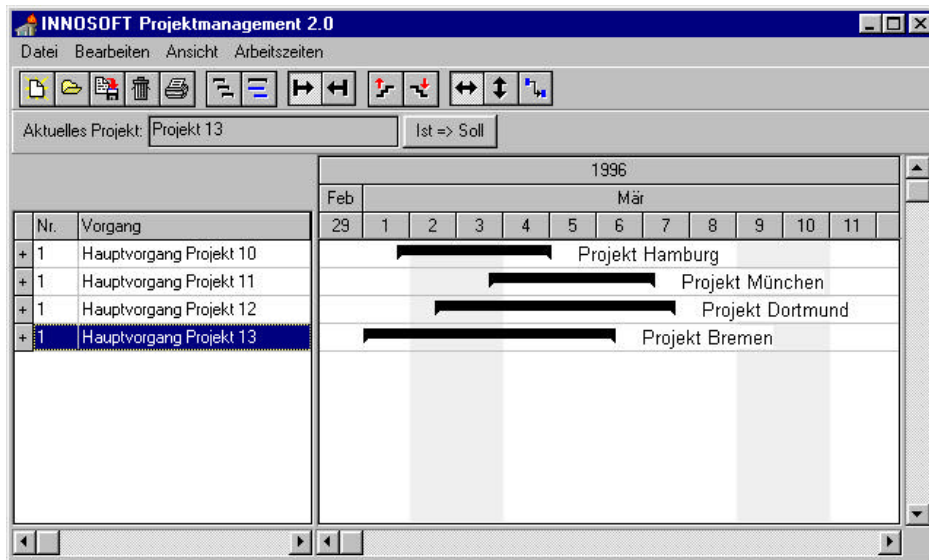 INNOSOFT Projektmanagement 2.0
Datei Bearbeiten Ansicht Arbeitszeiten
Aktuelles Projekt: Projekt 13 Ist => Soll
1996
Feb Mär
Nr. Vorgang 29 1 2 3 4 5 6 7 8 9 10 11
+ 1 Hauptvorgang Projekt 10 Projekt Hamburg
+ 1 Hauptvorgang Projekt 11 Projekt München
+ 1 Hauptvorgang Projekt 12 Projekt Dortmund
+ 1 Hauptvorgang Projekt 13 Projekt Bremen